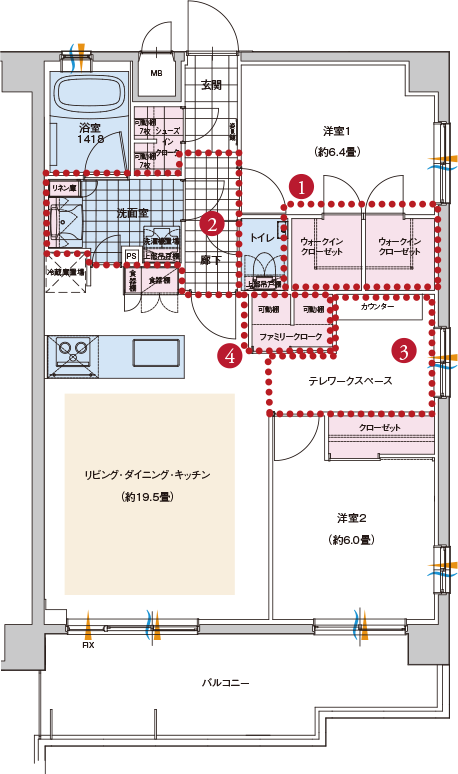 MB
玄関
浴室
1418
可動棚
7枚
シューズ
イン
クローク
可動棚
7枚
姿見鏡
洋室1
(約6.4畳)
1
リネン庫
洗面室
2
トイレ
ウォークイン
クローゼット
ウォークイン
クローゼット
洗濯機置場
上部吊戸棚
PS
廊下
冷蔵庫置場
食器棚
食器棚
上部吊戸棚
可動棚
可動棚
ファミリークローク
カウンター
4
3
テレワークスペース
クローゼット
リビング・ダイニング・キッチン
(約19.5畳)
洋室2
(約6.0畳)
FIX
バルコニー